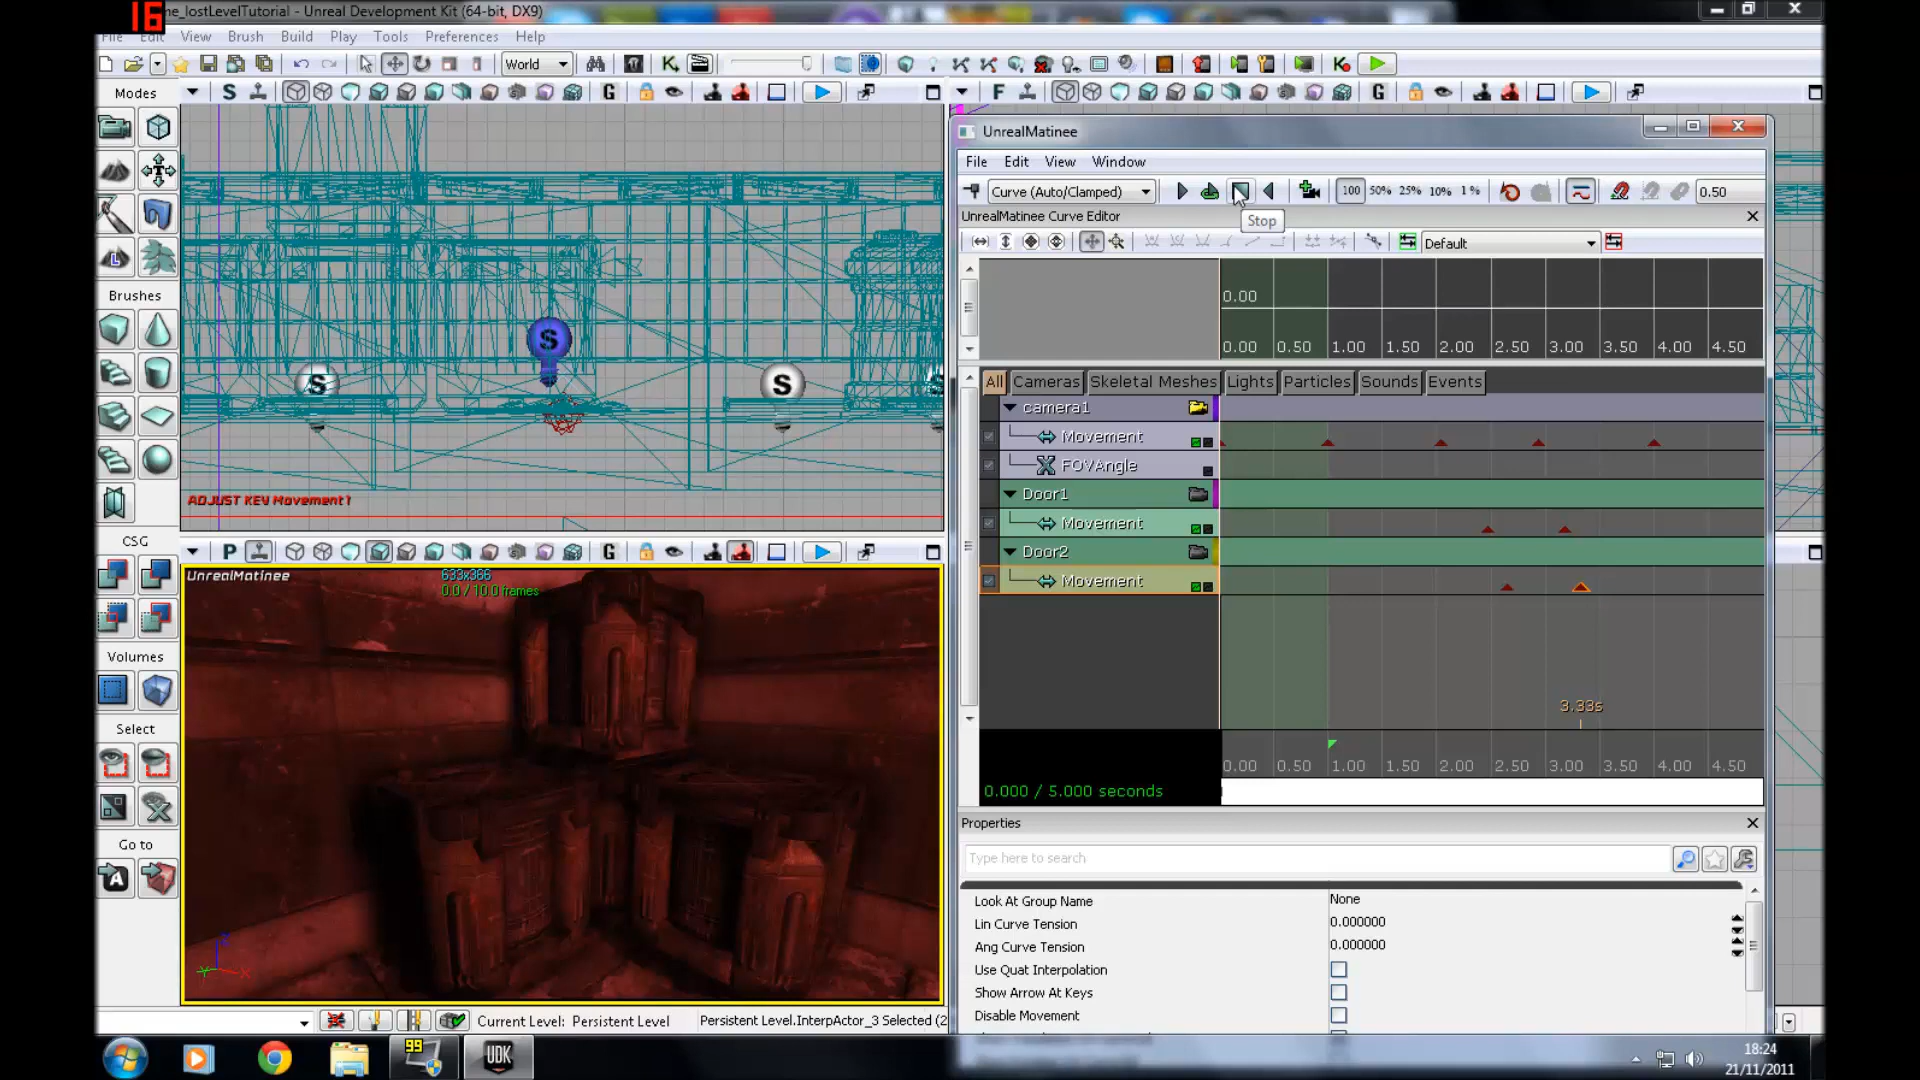 16
ne_lostLevelTutorial - Unreal Development Kit (64-bit, DX9)
File Edit View Brush Build Play Tools Preferences Help
World
Modes
S
G
F
G
UnrealMatinee
File Edit View Window
Curve (Auto/Clamped)
100 50% 25% 10% 1 %
0.50
Stop
UnrealMatinee Curve Editor
Default
0.00
0.00 0.50 1.00 1.50 2.00 2.50 3.00 3.50 4.00 4.50
All Cameras Skeletal Meshes Lights Particles Sounds Events
camera1
Movement
FOVAngle
Door1
Movement
Door2
Movement
3.33s
0.00 0.50 1.00 1.50 2.00 2.50 3.00 3.50 4.00 4.50
0.000 / 5.000 seconds
Properties
Type here to search
Look At Group Name None
Lin Curve Tension 0.000000
Ang Curve Tension 0.000000
Use Quat Interpolation
Show Arrow At Keys
Disable Movement
Brushes
CSG
Volumes
Select
Go to
S
S
S
ADJUST KEY Movement1
P
G
UnrealMatinee
633x366
0.0 / 10.0 frames
Z
Y
X
Current Level: Persistent Level
Persistent Level.InterpActor_3 Selected (2
99
UDK
18:24
21/11/2011